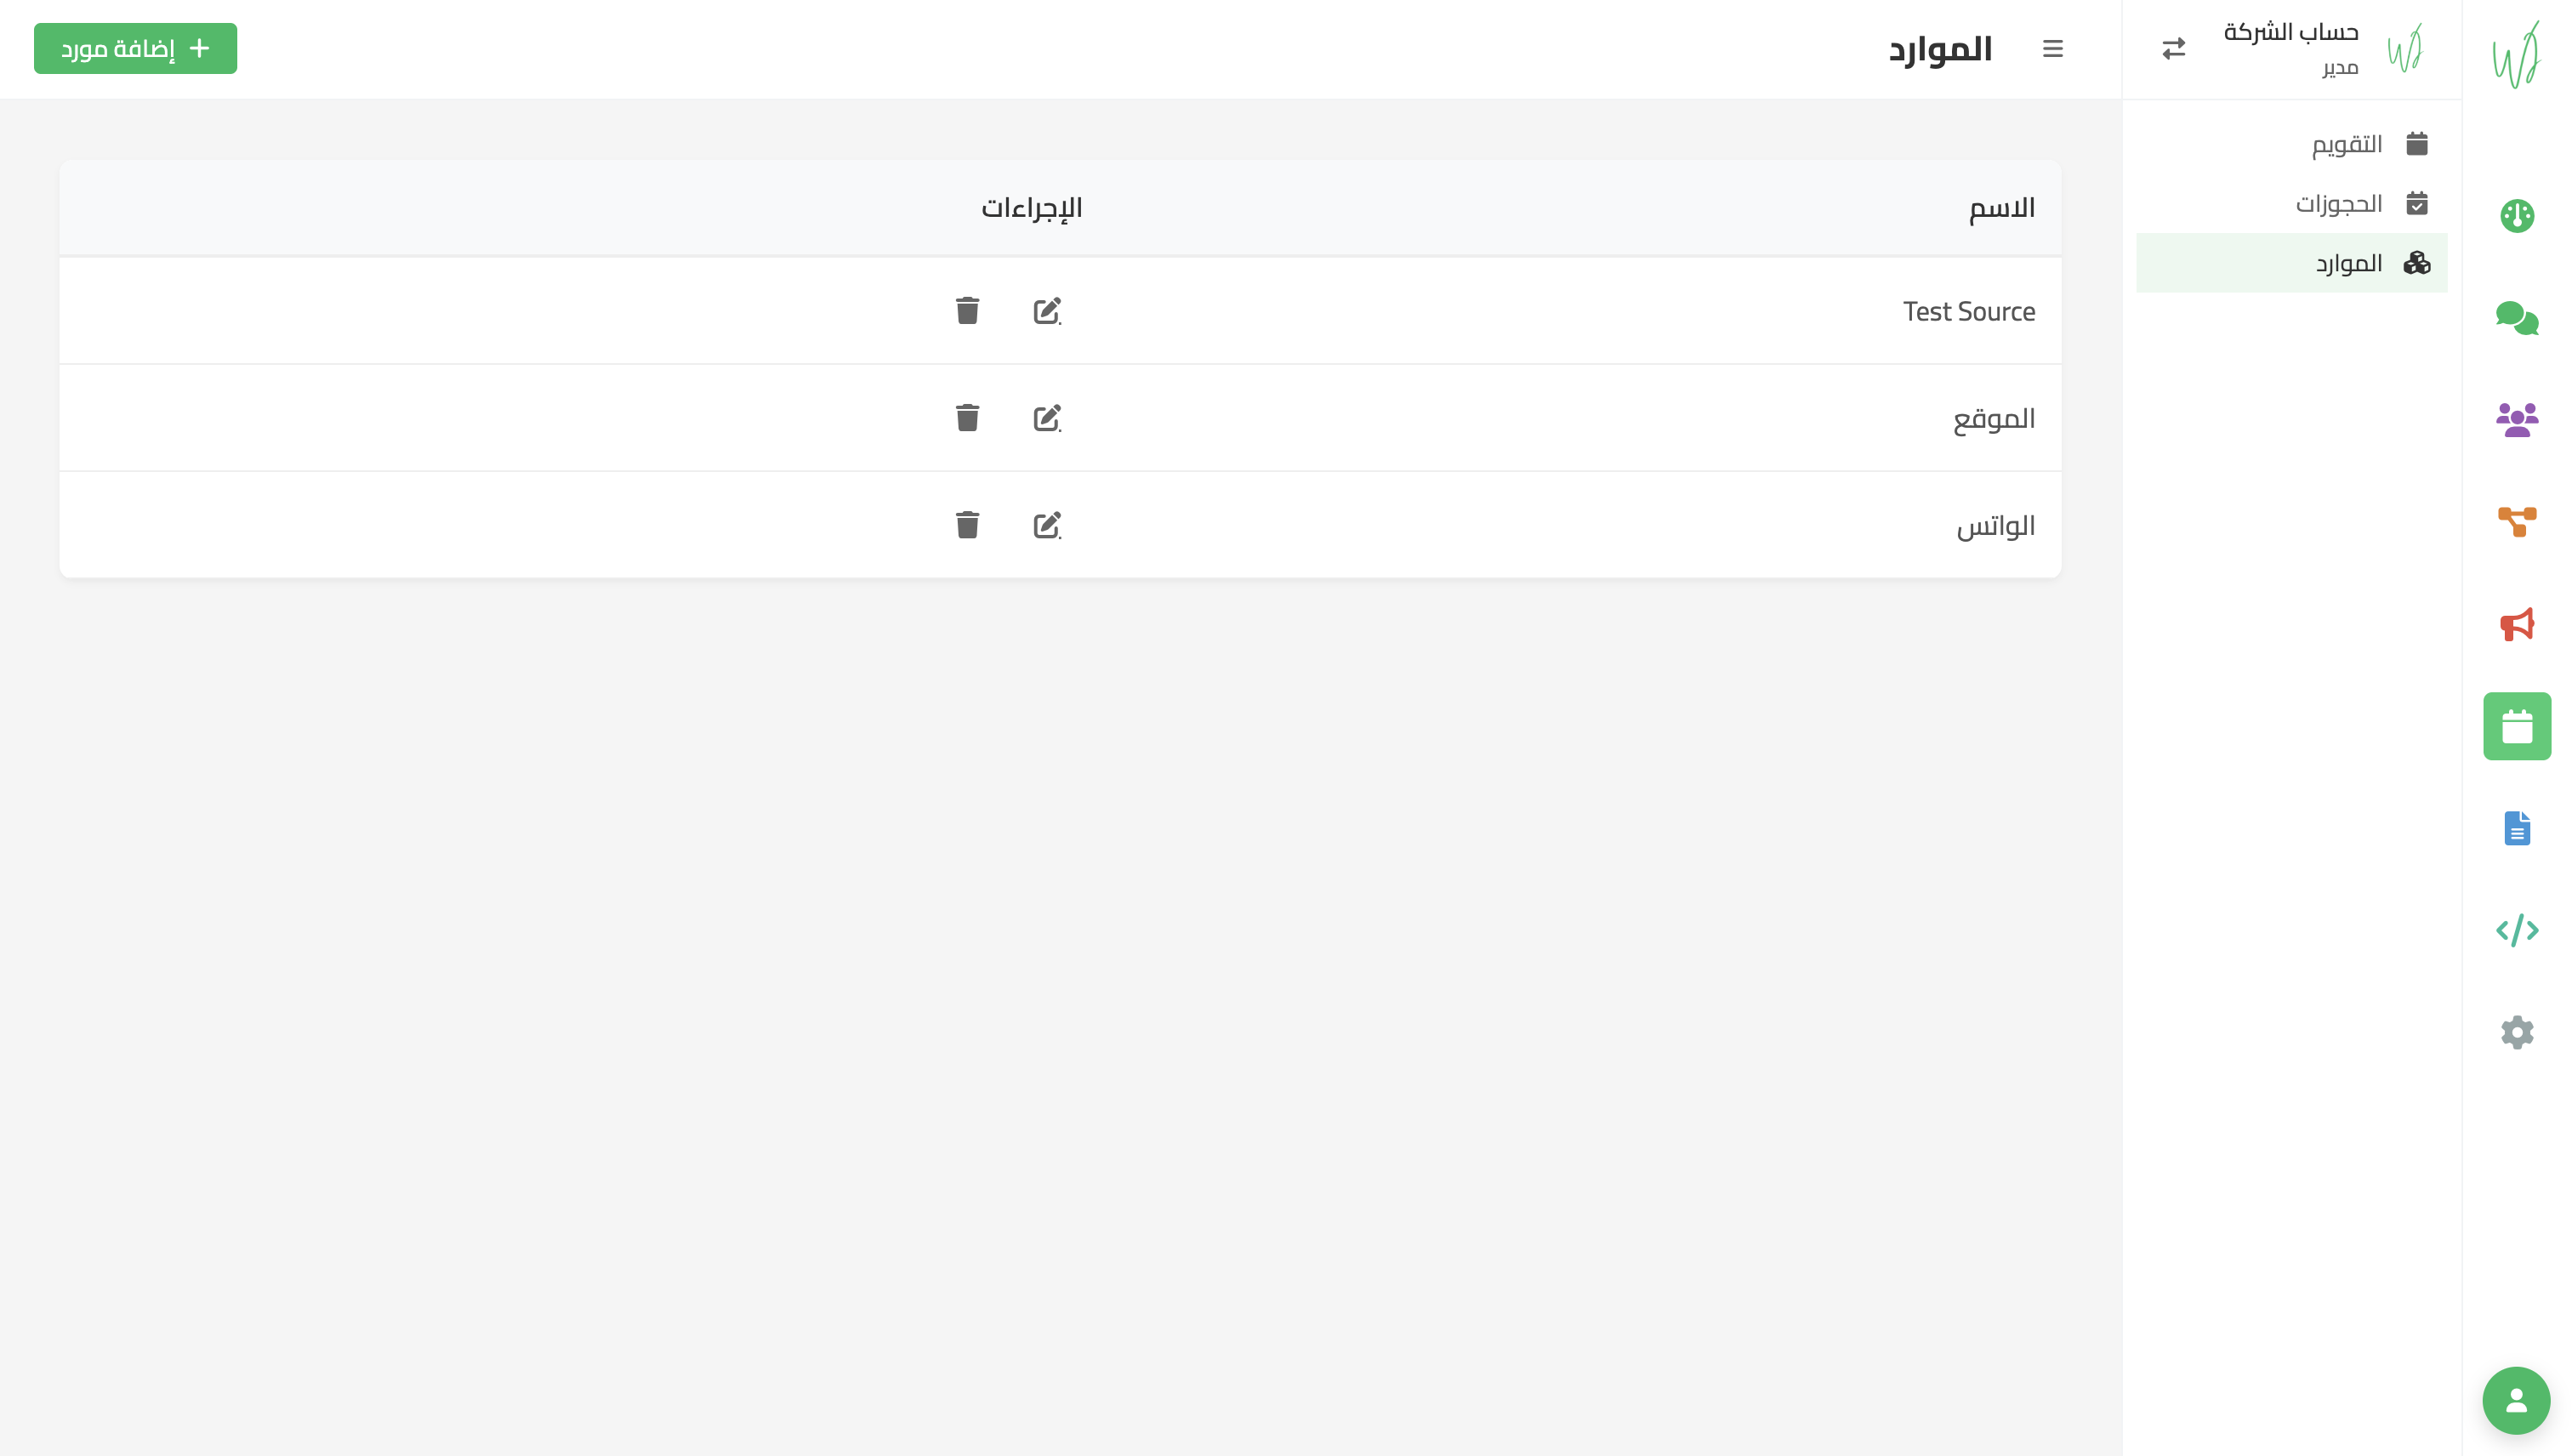 حساب الشركة
مدير
التقويم
الحجوزات
الموارد
الموارد
إضافة مورد
الاسم
الإجراءات
Test Source
الموقع
الواتس